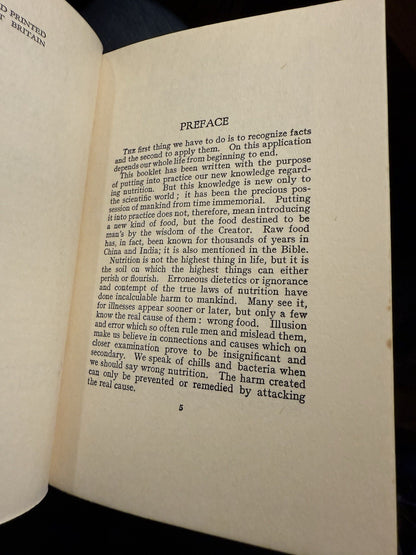 D PRINTED
T BRITAIN
PREFACE
THE first thing we have to do is to recognize facts
and the second to apply them. On this application
depends our whole life from beginning to end.
This booklet has been written with the purpose
of putting into practice our new knowledge regard-
ing nutrition. But this knowledge is new only to
the scientific world; it has been the precious pos-
session of mankind from time immemorial. Putting
it into practice does not, therefore, mean introducing
a new kind of food, but the food destined to be
man's by the wisdom of the Creator. Raw food
has, in fact, been known for thousands of years in
China and India; it is also mentioned in the Bible.
Nutrition is not the highest thing in life, but it is
the soil on which the highest things can either
perish or flourish. Erroneous dietetics or ignorance
and contempt of the true laws of nutrition have
done incalculable harm to mankind. Many see it,
for illnesses appear sooner or later, but only a few
know the real cause of them: wrong food. Illusion
and error which so often rule men and mislead them,
make us believe in connections and causes which on
closer examination prove to be insignificant and
secondary. We speak of chills and bacteria when
we should say wrong nutrition. The harm created
can only be prevented or remedied by attacking
the real cause.
5